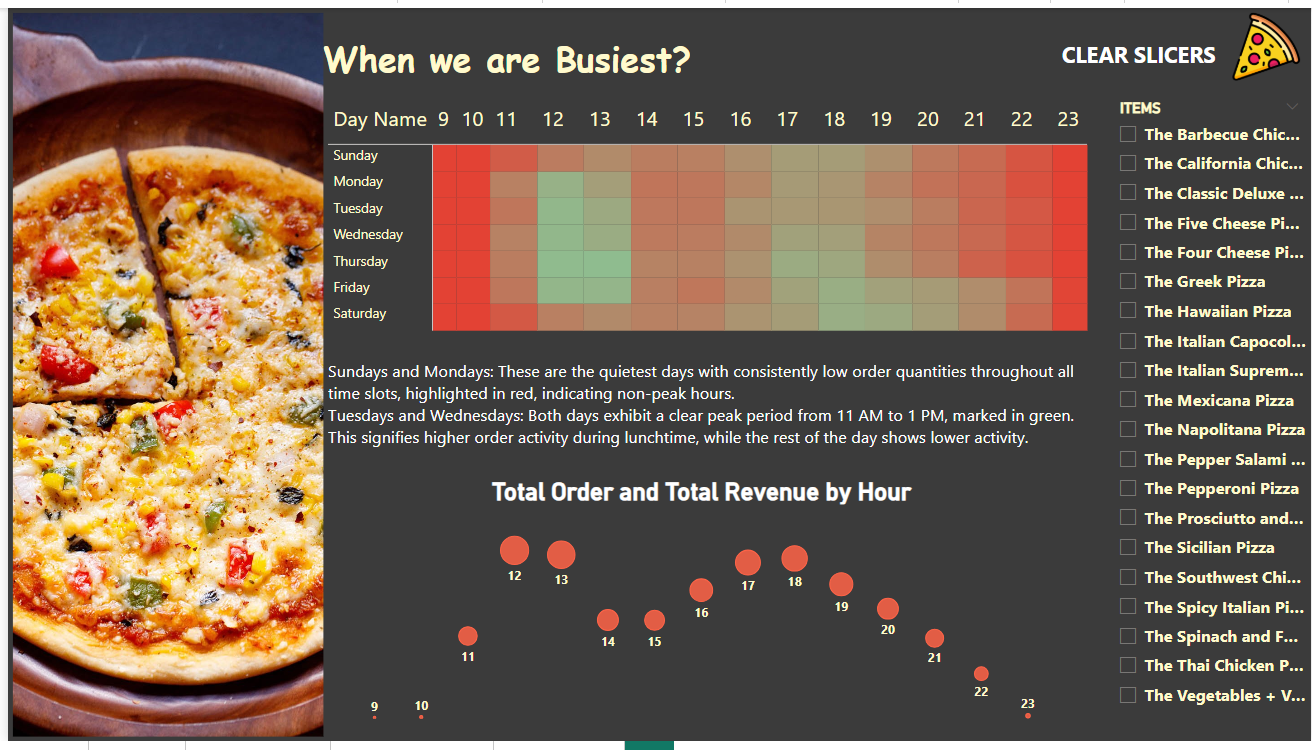 When we are Busiest?
CLEAR SLICERS
Day Name 9 10 11 12 13 14 15 16 17 18 19 20 21 22 23
Sunday
Monday
Tuesday
Wednesday
Thursday
Friday
Saturday
Sundays and Mondays: These are the quietest days with consistently low order quantities throughout all
time slots, highlighted in red, indicating non-peak hours.
Tuesdays and Wednesdays: Both days exhibit a clear peak period from 11 AM to 1 PM, marked in green.
This signifies higher order activity during lunchtime, while the rest of the day shows lower activity.
Total Order and Total Revenue by Hour
9
10
11
12
13
14
15
16
17
18
19
20
21
22
23
ITEMS
The Barbecue Chic...
The California Chic...
The Classic Deluxe ...
The Five Cheese Pi...
The Four Cheese Pi...
The Greek Pizza
The Hawaiian Pizza
The Italian Capocol...
The Italian Suprem...
The Mexicana Pizza
The Napolitana Pizza
The Pepper Salami ...
The Pepperoni Pizza
The Prosciutto and...
The Sicilian Pizza
The Southwest Chi...
The Spicy Italian Pi...
The Spinach and F...
The Thai Chicken P...
The Vegetables + V...